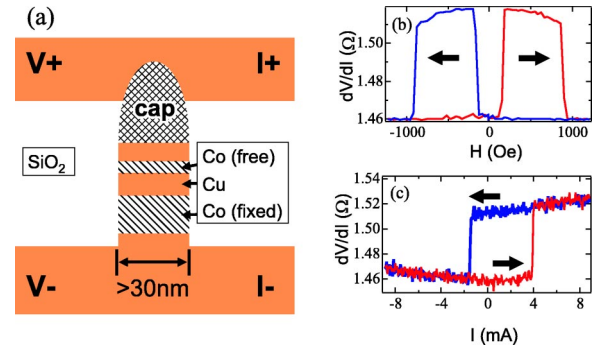 (a)
V+
I+
cap
SiO₂
Co (free)
Cu
Co (fixed)
V-
I-
>30nm
(b)
dV/dI (Ω)
1.50
1.48
1.46
-1000
0
1000
H (Oe)
(c)
dV/dI (Ω)
1.54
1.52
1.50
1.48
1.46
-8
-4
0
4
8
I (mA)